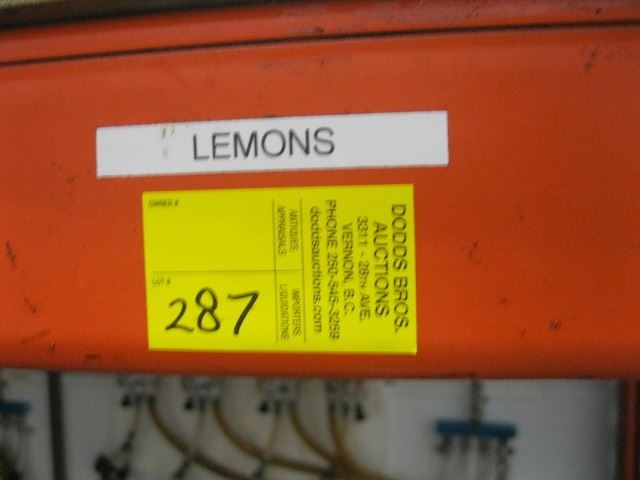 LEMONS
DODDS BROS.
AUCTIONS
3311 - 28TH AVE.
VERNON, B.C.
PHONE 250-545-3259
doddsauctions.com
ANTIQUES
APPRAISALS
IMPORTERS
LIQUIDATIONS
OWNER #
LOT #
287